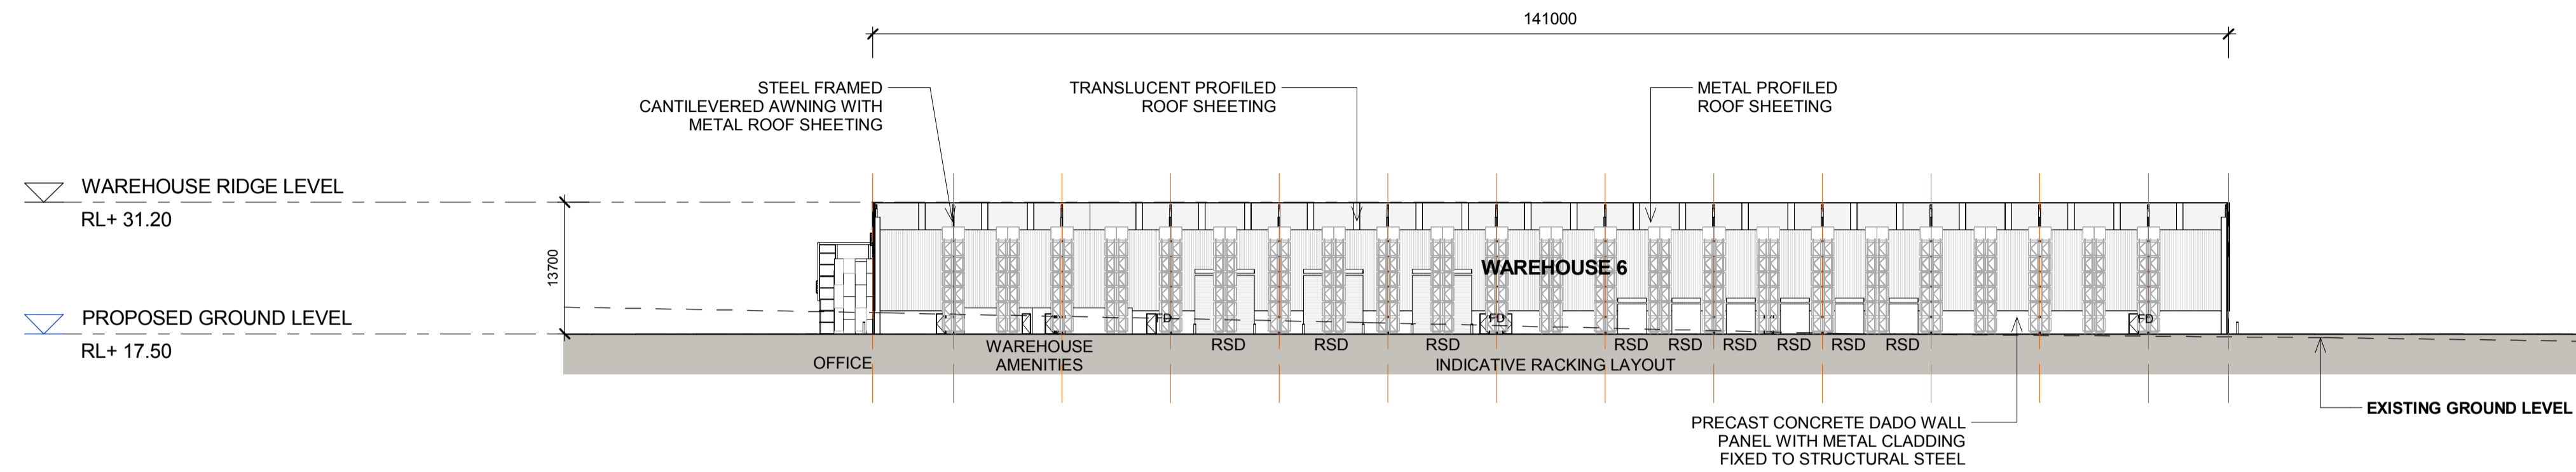 141000
STEEL FRAMED
CANTILEVERED AWNING WITH
METAL ROOF SHEETING
TRANSLUCENT PROFILED
ROOF SHEETING
METAL PROFILED
ROOF SHEETING
WAREHOUSE RIDGE LEVEL
RL+ 31.20
13700
WAREHOUSE 6
PROPOSED GROUND LEVEL
RL+ 17.50
FD
FD
FD
OFFICE
WAREHOUSE
AMENITIES
RSD
RSD
RSD
RSD
RSD
RSD
RSD
RSD
RSD
INDICATIVE RACKING LAYOUT
PRECAST CONCRETE DADO WALL
PANEL WITH METAL CLADDING
FIXED TO STRUCTURAL STEEL
EXISTING GROUND LEVEL